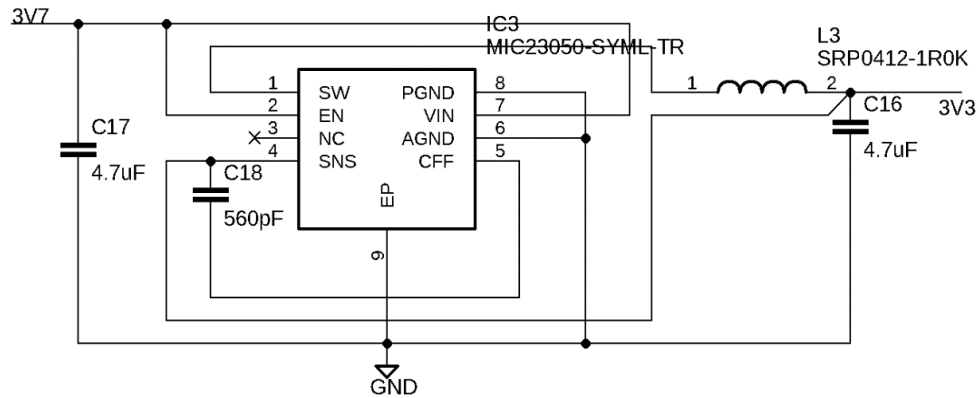 3V7
IC3
MIC23050-SYML-TR
L3
SRP0412-1R0K
1 SW PGND 8
2 EN VIN 7
3 NC AGND 6
4 SNS CFF 5
EP
9
1 2
3V3
C16
4.7uF
C17
4.7uF
C18
560pF
GND